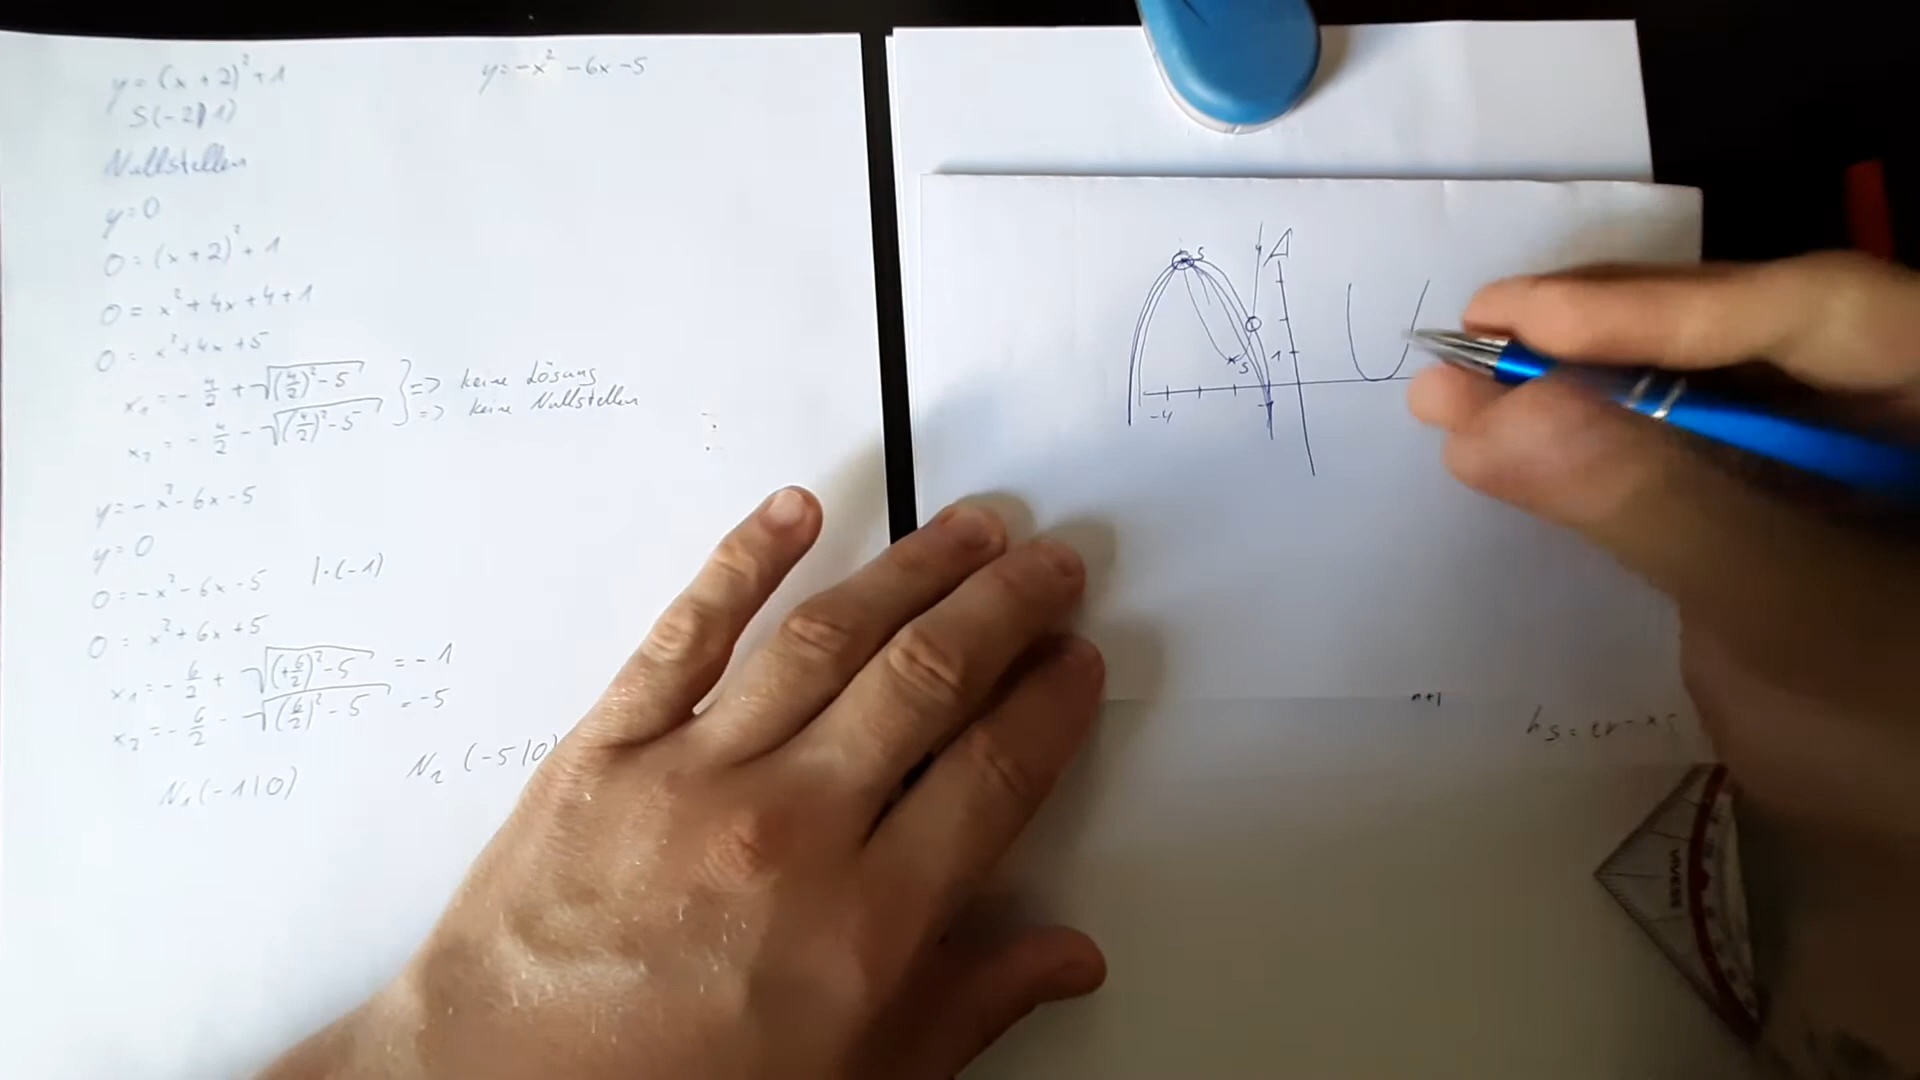 y = (x + 2)² + 1
S(-2|1)
Nullstellen
y = 0
0 = (x + 2)² + 1
0 = x² + 4x + 4 + 1
0 = x² + 4x + 5
x₁ = - 4/2 + √((4/2)² - 5) } => keine Lösung
x₂ = - 4/2 - √((4/2)² - 5) => keine Nullstellen
y = - x² - 6x - 5
y = 0
0 = - x² - 6x - 5 | · (-1)
0 = x² + 6x + 5
x₁ = - 6/2 + √((+6/2)² - 5) = - 1
x₂ = - 6/2 - √((6/2)² - 5) = -5
N₁(-1|0)
N₂(-5|0)
y = -x² - 6x - 5
S
y
S
1
-4
n+1
WEX